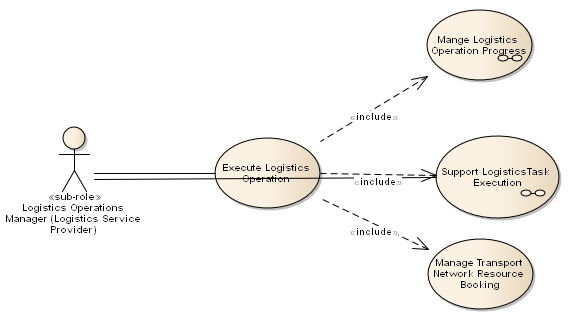 Mange Logistics
Operation Progress
«include»
Execute Logistics
Operation
Support LogisticsTask
Execution
«include»
«sub-role»
Logistics Operations
Manager (Logistics Service
Provider)
«include»
Manage Transport
Network Resource
Booking